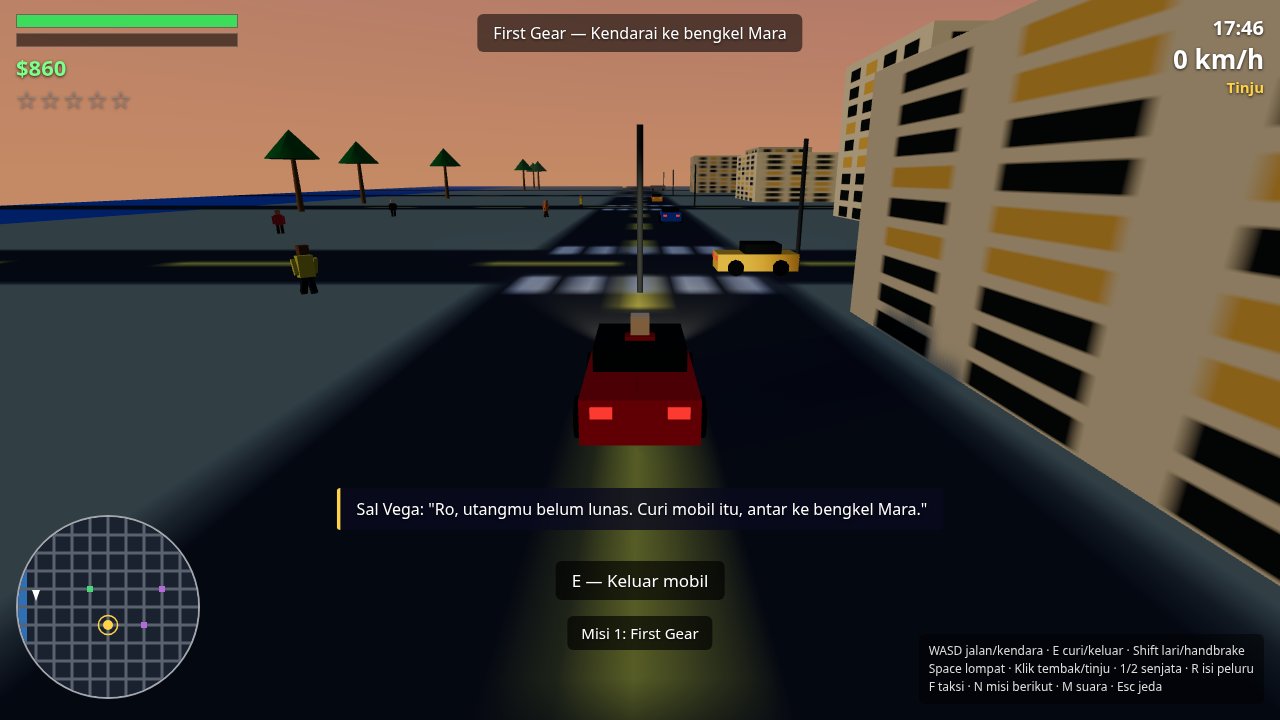 First Gear — Kendarai ke bengkel Mara
17:46
0 km/h
Tinju
$860
Sal Vega: "Ro, utangmu belum lunas. Curi mobil itu, antar ke bengkel Mara."
E — Keluar mobil
Misi 1: First Gear
WASD jalan/kendara · E curi/keluar · Shift lari/handbrake
Space lompat · Klik tembak/tinju · 1/2 senjata · R isi peluru
F taksi · N misi berikut · M suara · Esc jeda